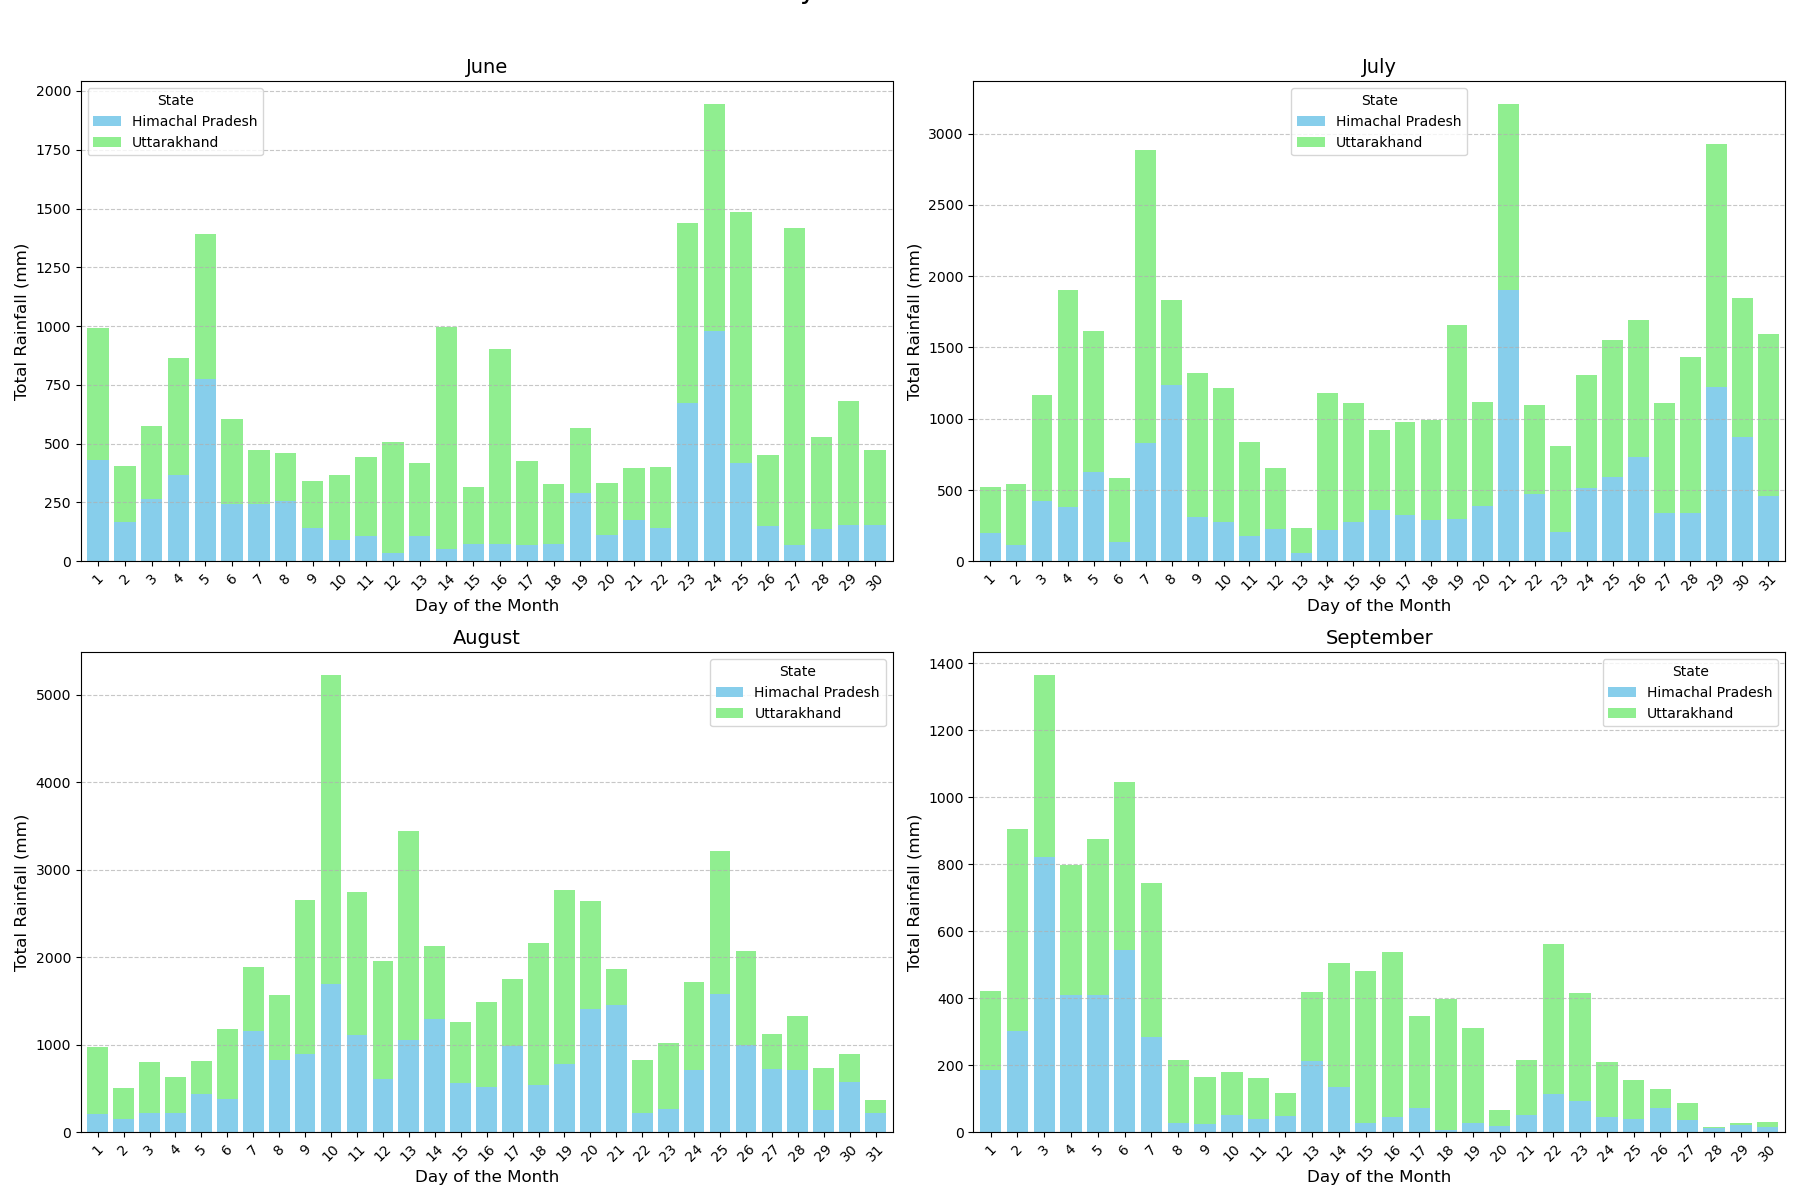 June
State
Himachal Pradesh
Uttarakhand
Total Rainfall (mm)
2000
1750
1500
1250
1000
750
500
250
0
1 2 3 4 5 6 7 8 9 10 11 12 13 14 15 16 17 18 19 20 21 22 23 24 25 26 27 28 29 30
Day of the Month
July
State
Himachal Pradesh
Uttarakhand
Total Rainfall (mm)
3000
2500
2000
1500
1000
500
0
1 2 3 4 5 6 7 8 9 10 11 12 13 14 15 16 17 18 19 20 21 22 23 24 25 26 27 28 29 30 31
Day of the Month
August
State
Himachal Pradesh
Uttarakhand
Total Rainfall (mm)
5000
4000
3000
2000
1000
0
1 2 3 4 5 6 7 8 9 10 11 12 13 14 15 16 17 18 19 20 21 22 23 24 25 26 27 28 29 30 31
Day of the Month
September
State
Himachal Pradesh
Uttarakhand
Total Rainfall (mm)
1400
1200
1000
800
600
400
200
0
1 2 3 4 5 6 7 8 9 10 11 12 13 14 15 16 17 18 19 20 21 22 23 24 25 26 27 28 29 30
Day of the Month